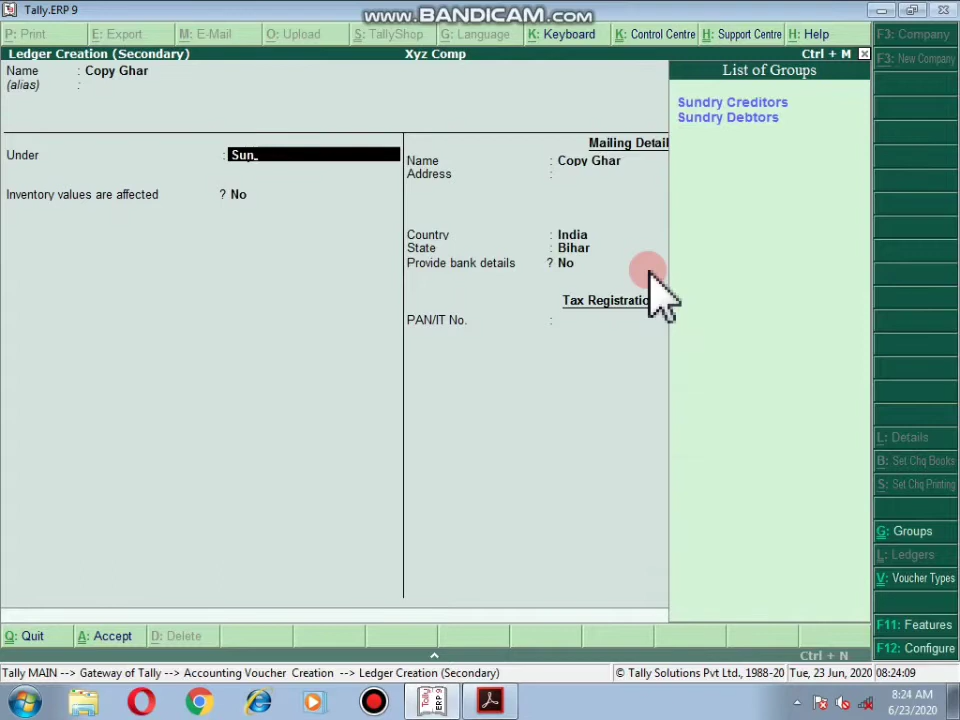 Tally.ERP 9
www.BANDICAM.com
P: Print
E: Export
M: E-Mail
O: Upload
S: TallyShop
G: Language
K: Keyboard
K: Control Centre
H: Support Centre
H: Help
F3: Company
F3: New Company
Ledger Creation (Secondary)
Xyz Comp
Ctrl + M
Name : Copy Ghar
(alias) :
List of Groups
Sundry Creditors
Sundry Debtors
Under : Sun
Inventory values are affected ? No
Mailing Detail
Name : Copy Ghar
Address :
Country : India
State : Bihar
Provide bank details ? No
Tax Registratio
PAN/IT No. :
L: Details
B: Set Chq Books
S: Set Chq Printing
G: Groups
L: Ledgers
V: Voucher Types
F11: Features
F12: Configure
Q: Quit
A: Accept
D: Delete
Ctrl + N
Tally MAIN --> Gateway of Tally --> Accounting Voucher Creation --> Ledger Creation (Secondary)
© Tally Solutions Pvt Ltd., 1988-20
Tue, 23 Jun, 2020
08:24:09
Tally
ERP 9
8:24 AM
6/23/2020